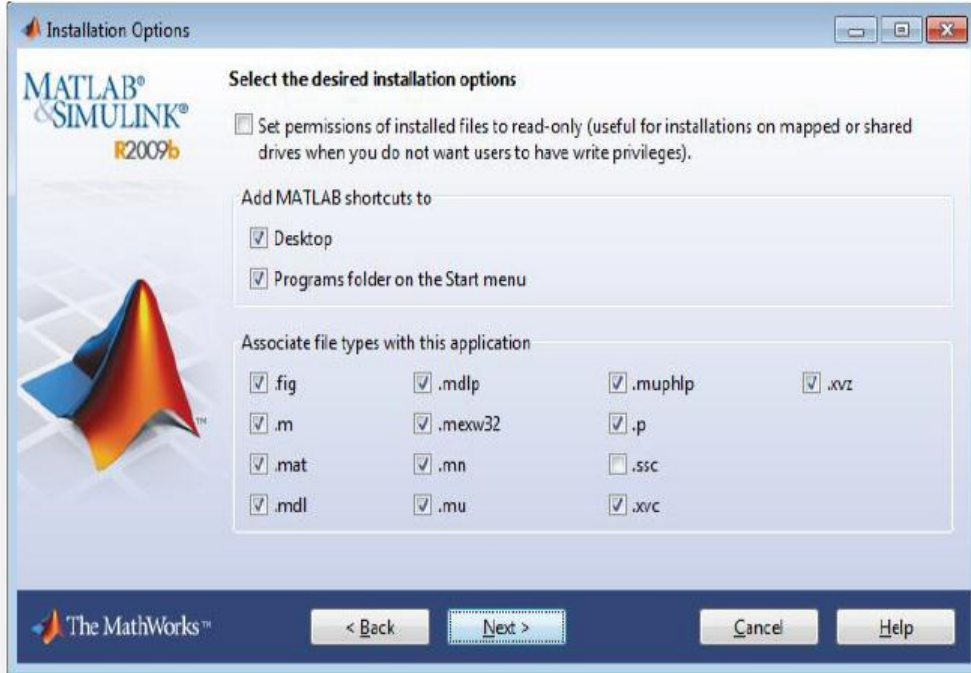 Installation Options
MATLAB®
&SIMULINK®
R2009b
Select the desired installation options
Set permissions of installed files to read-only (useful for installations on mapped or shared
drives when you do not want users to have write privileges).
Add MATLAB shortcuts to
Desktop
Programs folder on the Start menu
Associate file types with this application
.fig .mdlp .muphlp .xvz
.m .mexw32 .p
.mat .mn .ssc
.mdl .mu .xvc
TM
The MathWorks™ < Back Next > Cancel Help